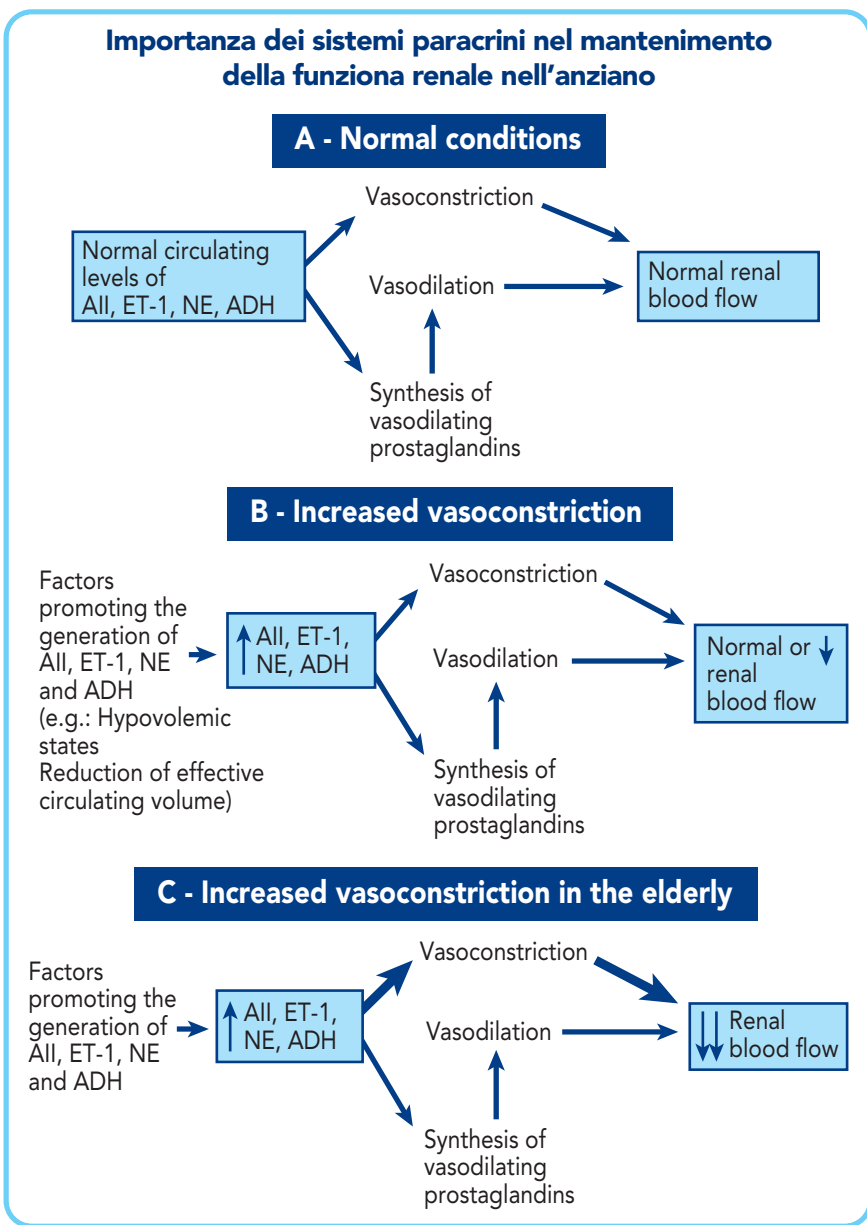 Importanza dei sistemi paracrini nel mantenimento
della funziona renale nell'anziano
A - Normal conditions
Vasoconstriction
Normal circulating
levels of
AII, ET-1, NE, ADH
Vasodilation
Normal renal
blood flow
Synthesis of
vasodilating
prostaglandins
B - Increased vasoconstriction
Factors
promoting the
generation of
AII, ET-1, NE
and ADH
(e.g.: Hypovolemic
states
Reduction of effective
circulating volume)
↑ AII, ET-1,
NE, ADH
Vasoconstriction
Vasodilation
Normal or ↓
renal
blood flow
Synthesis of
vasodilating
prostaglandins
C - Increased vasoconstriction in the elderly
Factors
promoting the
generation of
AII, ET-1, NE
and ADH
↑ AII, ET-1,
NE, ADH
Vasoconstriction
Vasodilation
↓↓ Renal
blood flow
Synthesis of
vasodilating
prostaglandins